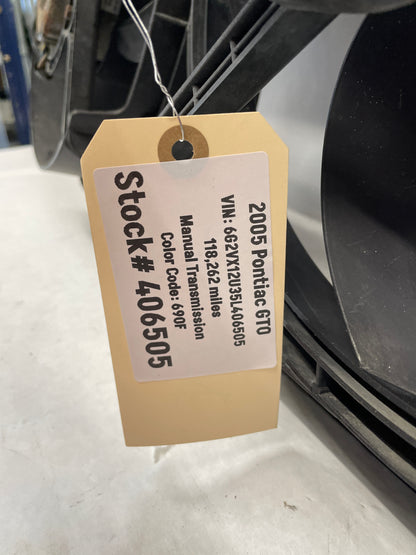 2005 Pontiac GTO
VIN: 6G2VX12U35L406505
118,262 miles
Manual Transmission
Color Code: 690F
Stock# 406505